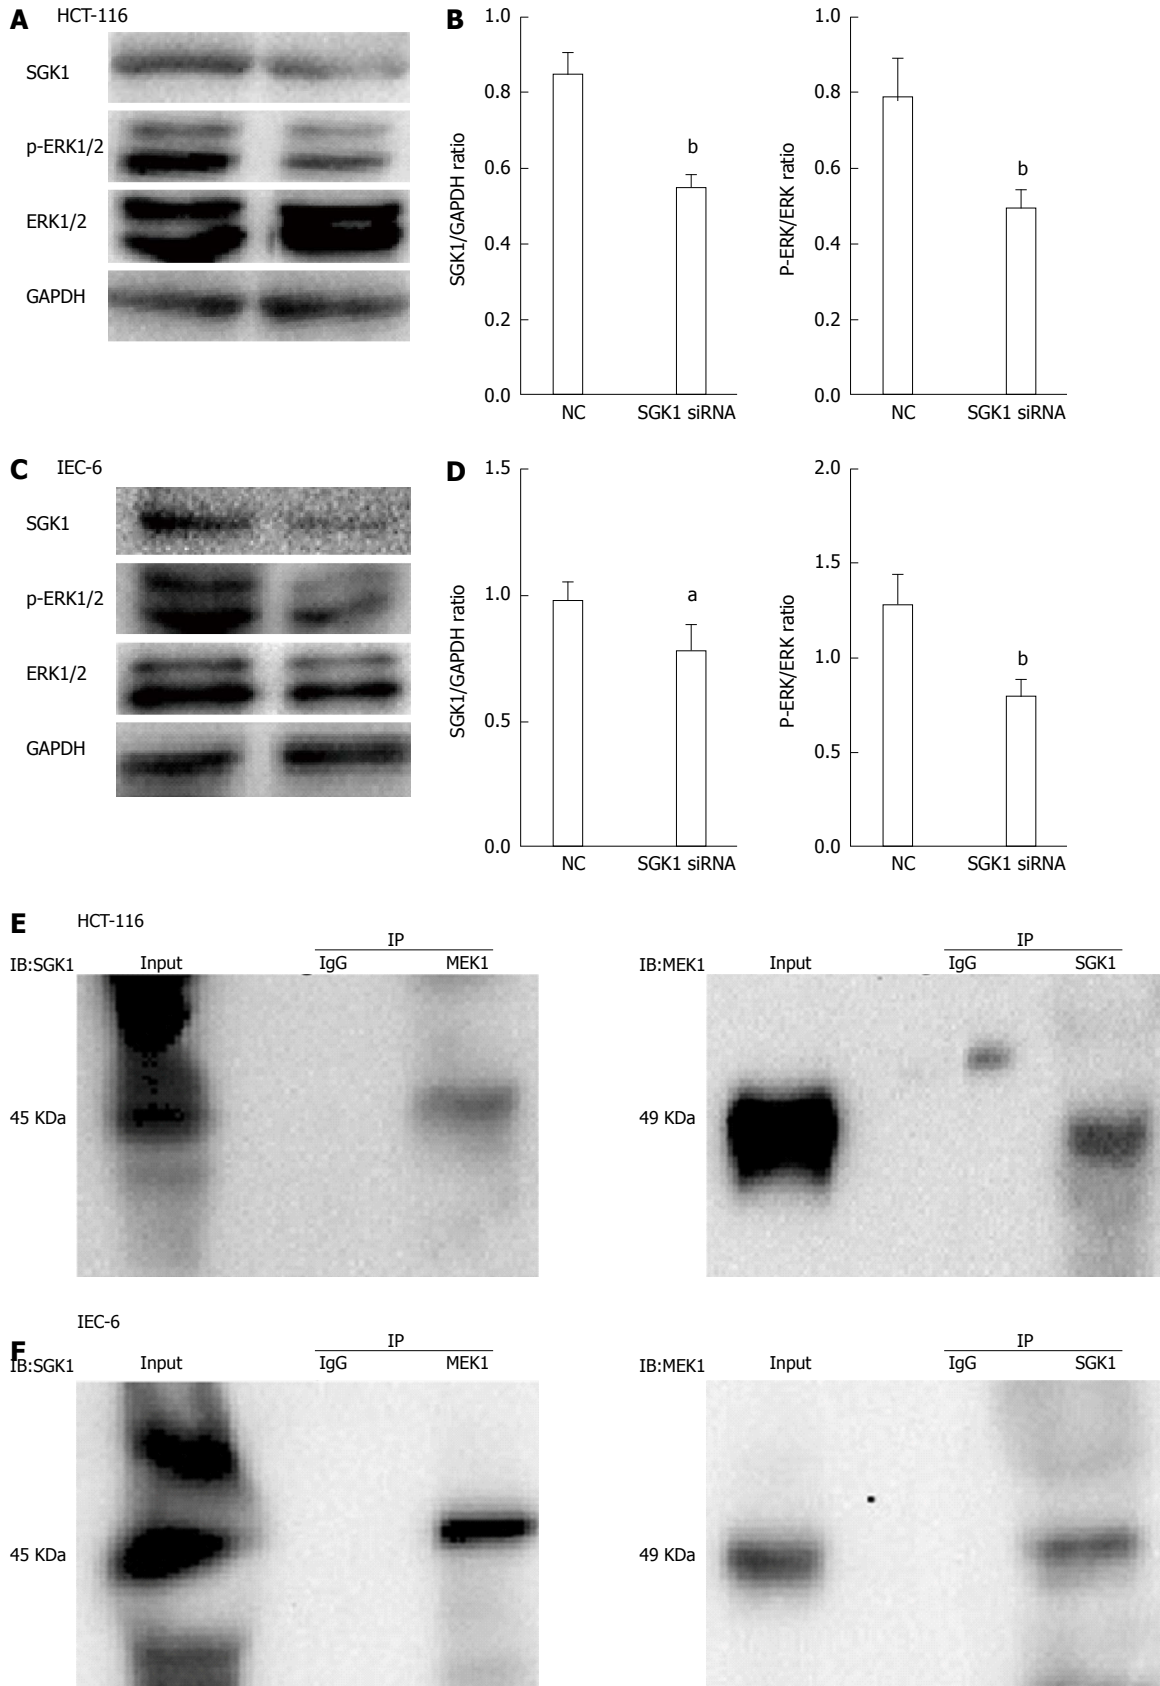 A HCT-116
SGK1
p-ERK1/2
ERK1/2
GAPDH
B
SGK1/GAPDH ratio
1.0
0.8
0.6
0.4
0.2
0.0
b
NC SGK1 siRNA
P-ERK/ERK ratio
1.0
0.8
0.6
0.4
0.2
0.0
b
NC SGK1 siRNA
C IEC-6
SGK1
p-ERK1/2
ERK1/2
GAPDH
D
SGK1/GAPDH ratio
1.5
1.0
0.5
0.0
a
NC SGK1 siRNA
P-ERK/ERK ratio
2.0
1.5
1.0
0.5
0.0
b
NC SGK1 siRNA
E HCT-116
IP
IB:SGK1 Input IgG MEK1
45 KDa
IP
IB:MEK1 Input IgG SGK1
49 KDa
F IEC-6
IP
IB:SGK1 Input IgG MEK1
45 KDa
IP
IB:MEK1 Input IgG SGK1
49 KDa